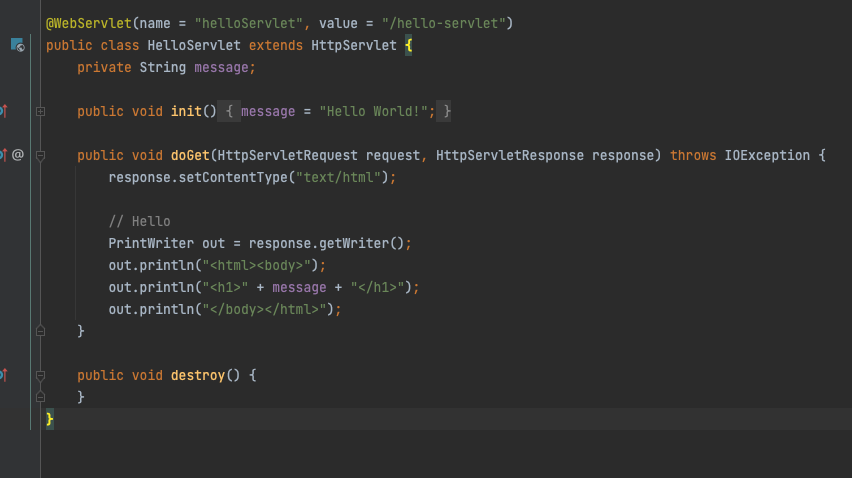 @WebServlet(name = "helloServlet", value = "/hello-servlet")
public class HelloServlet extends HttpServlet {
    private String message;
    public void init() { message = "Hello World!"; }
@   public void doGet(HttpServletRequest request, HttpServletResponse response) throws IOException {
        response.setContentType("text/html");
        // Hello
        PrintWriter out = response.getWriter();
        out.println("<html><body>");
        out.println("<h1>" + message + "</h1>");
        out.println("</body></html>");
    }
    public void destroy() {
    }
}